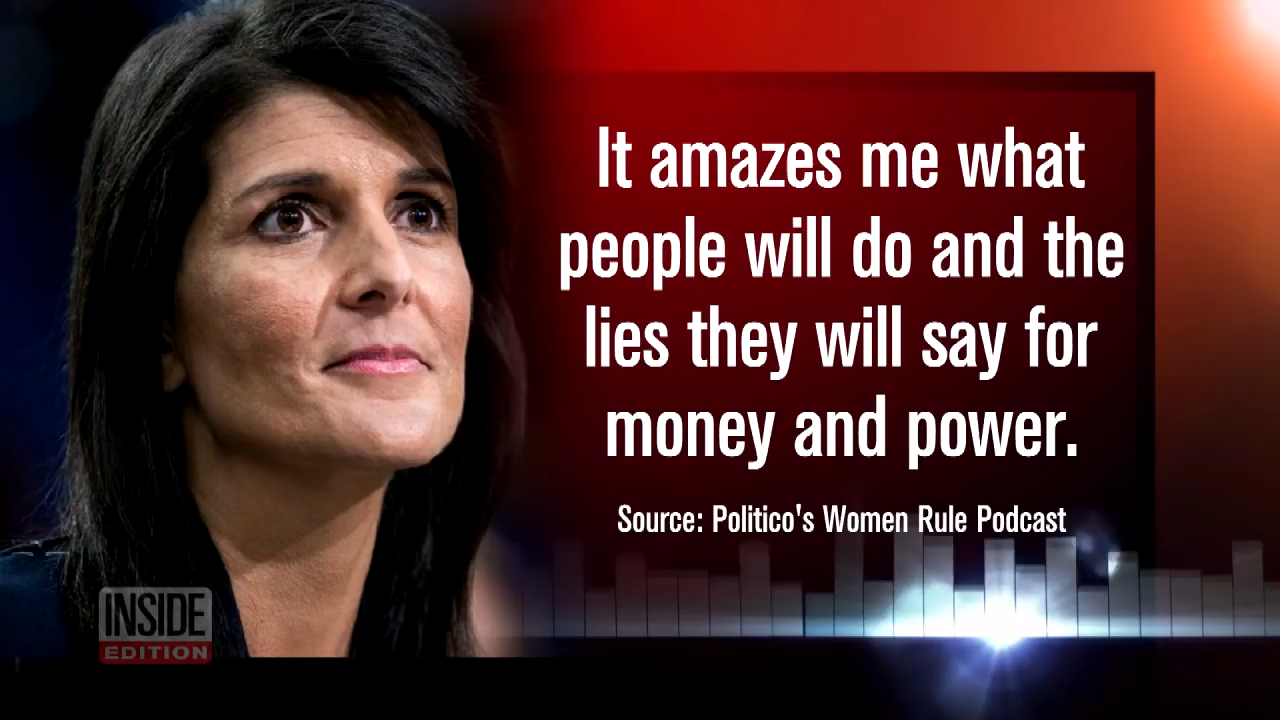 It amazes me what
people will do and the
lies they will say for
money and power.
Source: Politico's Women Rule Podcast
INSIDE
EDITION